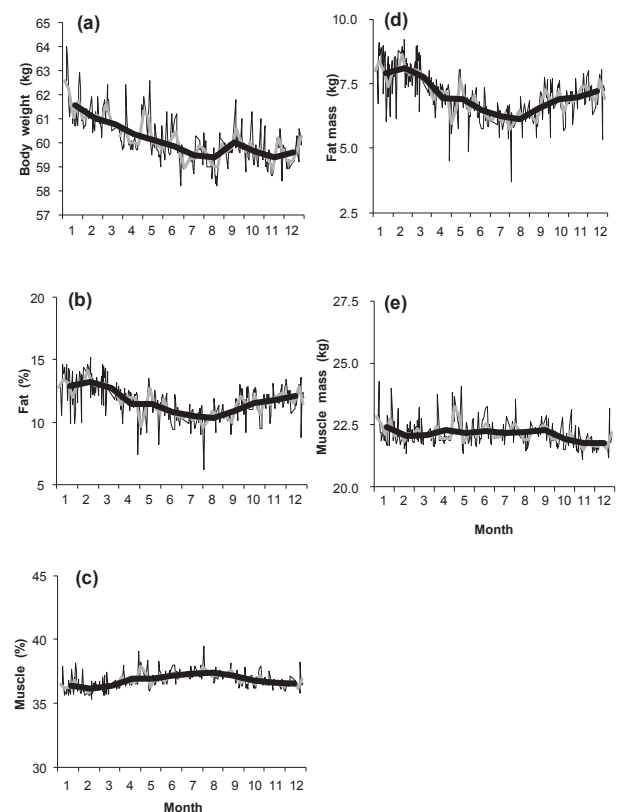 (a)
Body weight (kg)
65
64
63
62
61
60
59
58
57
1 2 3 4 5 6 7 8 9 10 11 12
(b)
Fat (%)
20
15
10
5
1 2 3 4 5 6 7 8 9 10 11 12
(c)
Muscle (%)
45
40
35
30
1 2 3 4 5 6 7 8 9 10 11 12
Month
(d)
Fat mass (kg)
10.0
7.5
5.0
2.5
1 2 3 4 5 6 7 8 9 10 11 12
(e)
Muscle mass (kg)
27.5
25.0
22.5
20.0
1 2 3 4 5 6 7 8 9 10 11 12
Month